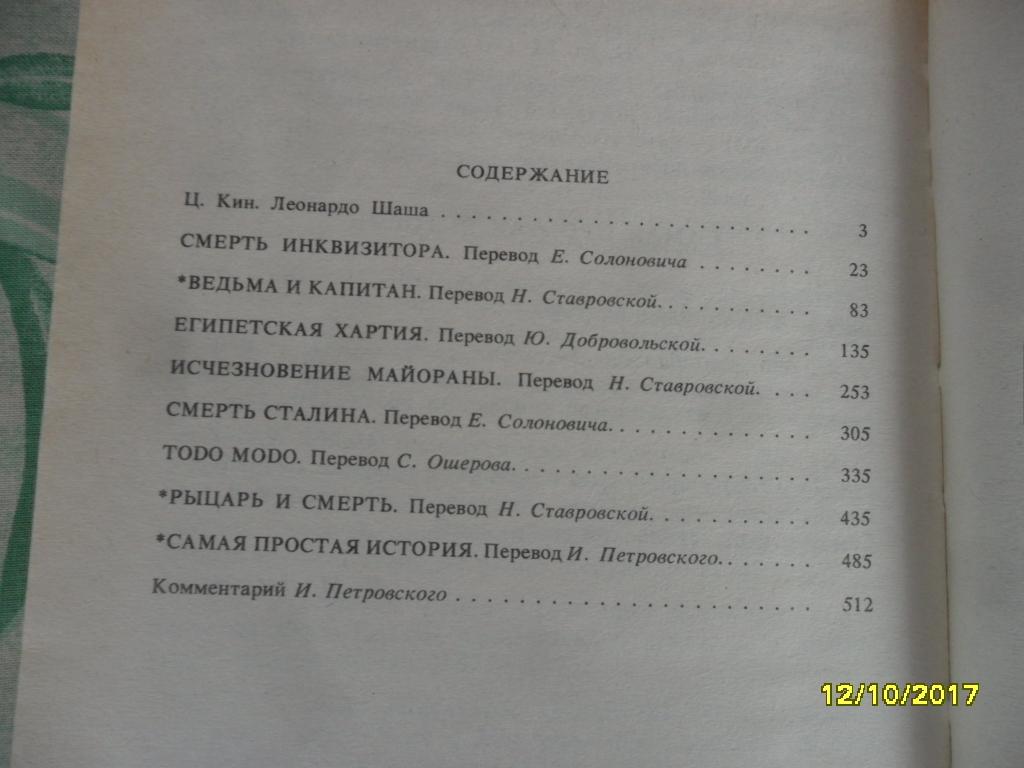 СОДЕРЖАНИЕ
Ц. Кин. Леонардо Шаша . . . . . . . . . . . . . . . . . . . . . . . . . . . . 3
СМЕРТЬ ИНКВИЗИТОРА. Перевод Е. Солоновича . . . . . . . . 23
*ВЕДЬМА И КАПИТАН. Перевод Н. Ставровской. . . . . . . . . . . 83
ЕГИПЕТСКАЯ ХАРТИЯ. Перевод Ю. Добровольской. . . . . . . . 135
ИСЧЕЗНОВЕНИЕ МАЙОРАНЫ. Перевод Н. Ставровской. . . . 253
СМЕРТЬ СТАЛИНА. Перевод Е. Солоновича. . . . . . . . . . . . . . 305
TODO MODO. Перевод С. Ошерова. . . . . . . . . . . . . . . . . . . . 335
*РЫЦАРЬ И СМЕРТЬ. Перевод Н. Ставровской. . . . . . . . . . . . 435
*САМАЯ ПРОСТАЯ ИСТОРИЯ. Перевод И. Петровского. . . . . . . 485
Комментарий И. Петровского . . . . . . . . . . . . . . . . . . . . . . . . . . . 512
12/10/2017